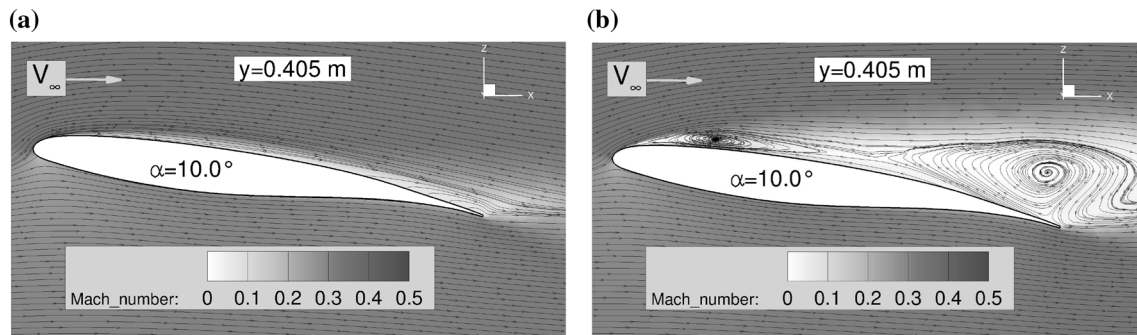 (a)
V∞
y=0.405 m
Z
Y
X
α=10.0°
Mach_number: 0 0.1 0.2 0.3 0.4 0.5
(b)
V∞
y=0.405 m
Z
Y
X
α=10.0°
Mach_number: 0 0.1 0.2 0.3 0.4 0.5